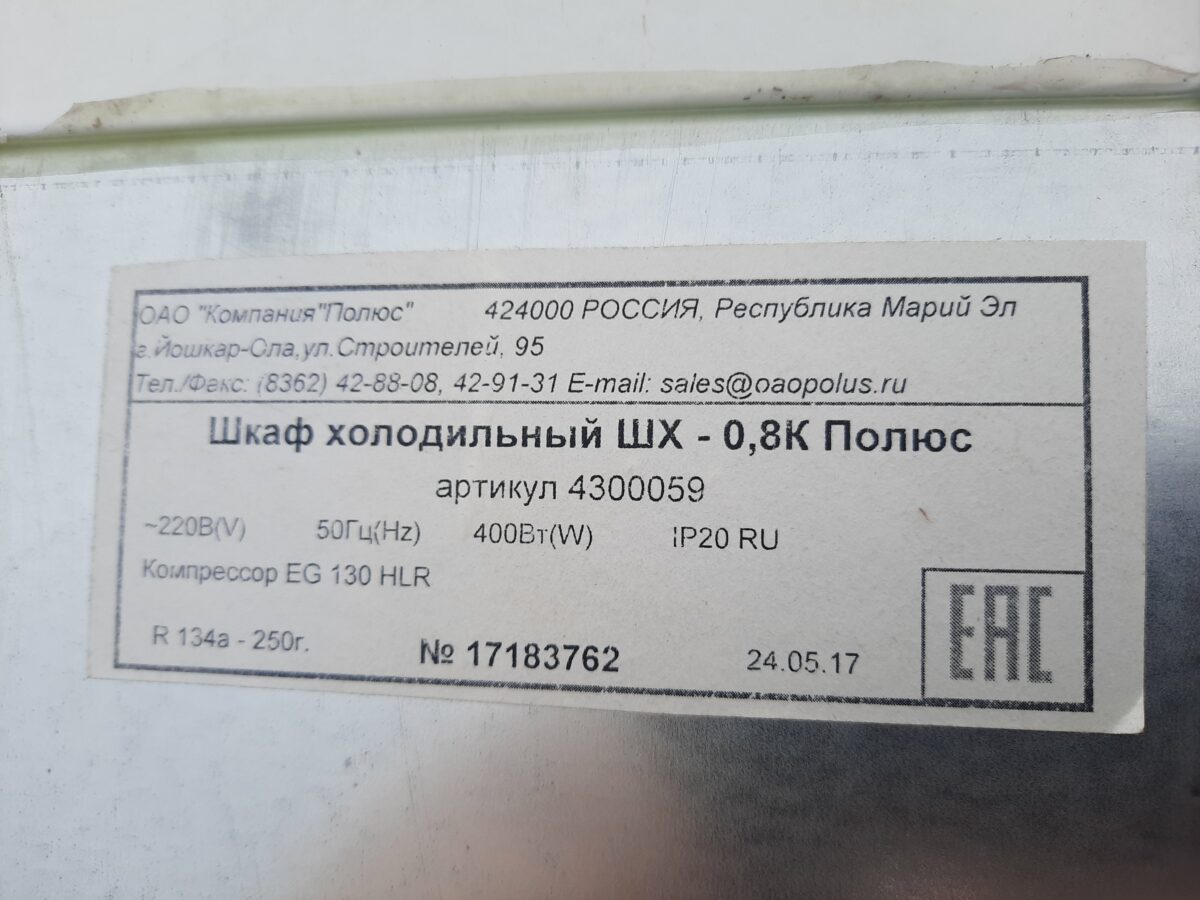 ОАО "Компания"Полюс" 424000 РОССИЯ, Республика Марий Эл
г.Йошкар-Ола,ул.Строителей, 95
Тел./Факс: (8362) 42-88-08, 42-91-31 E-mail: sales@oaopolus.ru
Шкаф холодильный ШХ - 0,8К Полюс
артикул 4300059
~220В(V) 50Гц(Hz) 400Вт(W) IP20 RU
Компрессор EG 130 HLR
R 134a - 250г. № 17183762 24.05.17
EAC